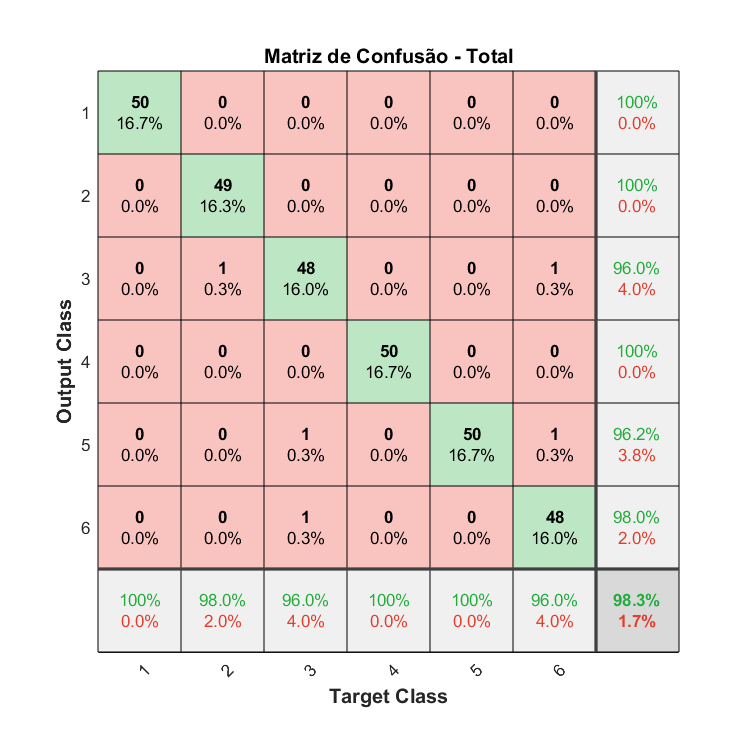 Matriz de Confusão - Total
1 50 0 0 0 0 0 100%
16.7% 0.0% 0.0% 0.0% 0.0% 0.0% 0.0%
2 0 49 0 0 0 0 100%
0.0% 16.3% 0.0% 0.0% 0.0% 0.0% 0.0%
3 0 1 48 0 0 1 96.0%
0.0% 0.3% 16.0% 0.0% 0.0% 0.3% 4.0%
4 0 0 0 50 0 0 100%
0.0% 0.0% 0.0% 16.7% 0.0% 0.0% 0.0%
5 0 0 1 0 50 1 96.2%
0.0% 0.0% 0.3% 0.0% 16.7% 0.3% 3.8%
6 0 0 1 0 0 48 98.0%
0.0% 0.0% 0.3% 0.0% 0.0% 16.0% 2.0%
100% 98.0% 96.0% 100% 100% 96.0% 98.3%
0.0% 2.0% 4.0% 0.0% 0.0% 4.0% 1.7%
1 2 3 4 5 6
Target Class
Output Class